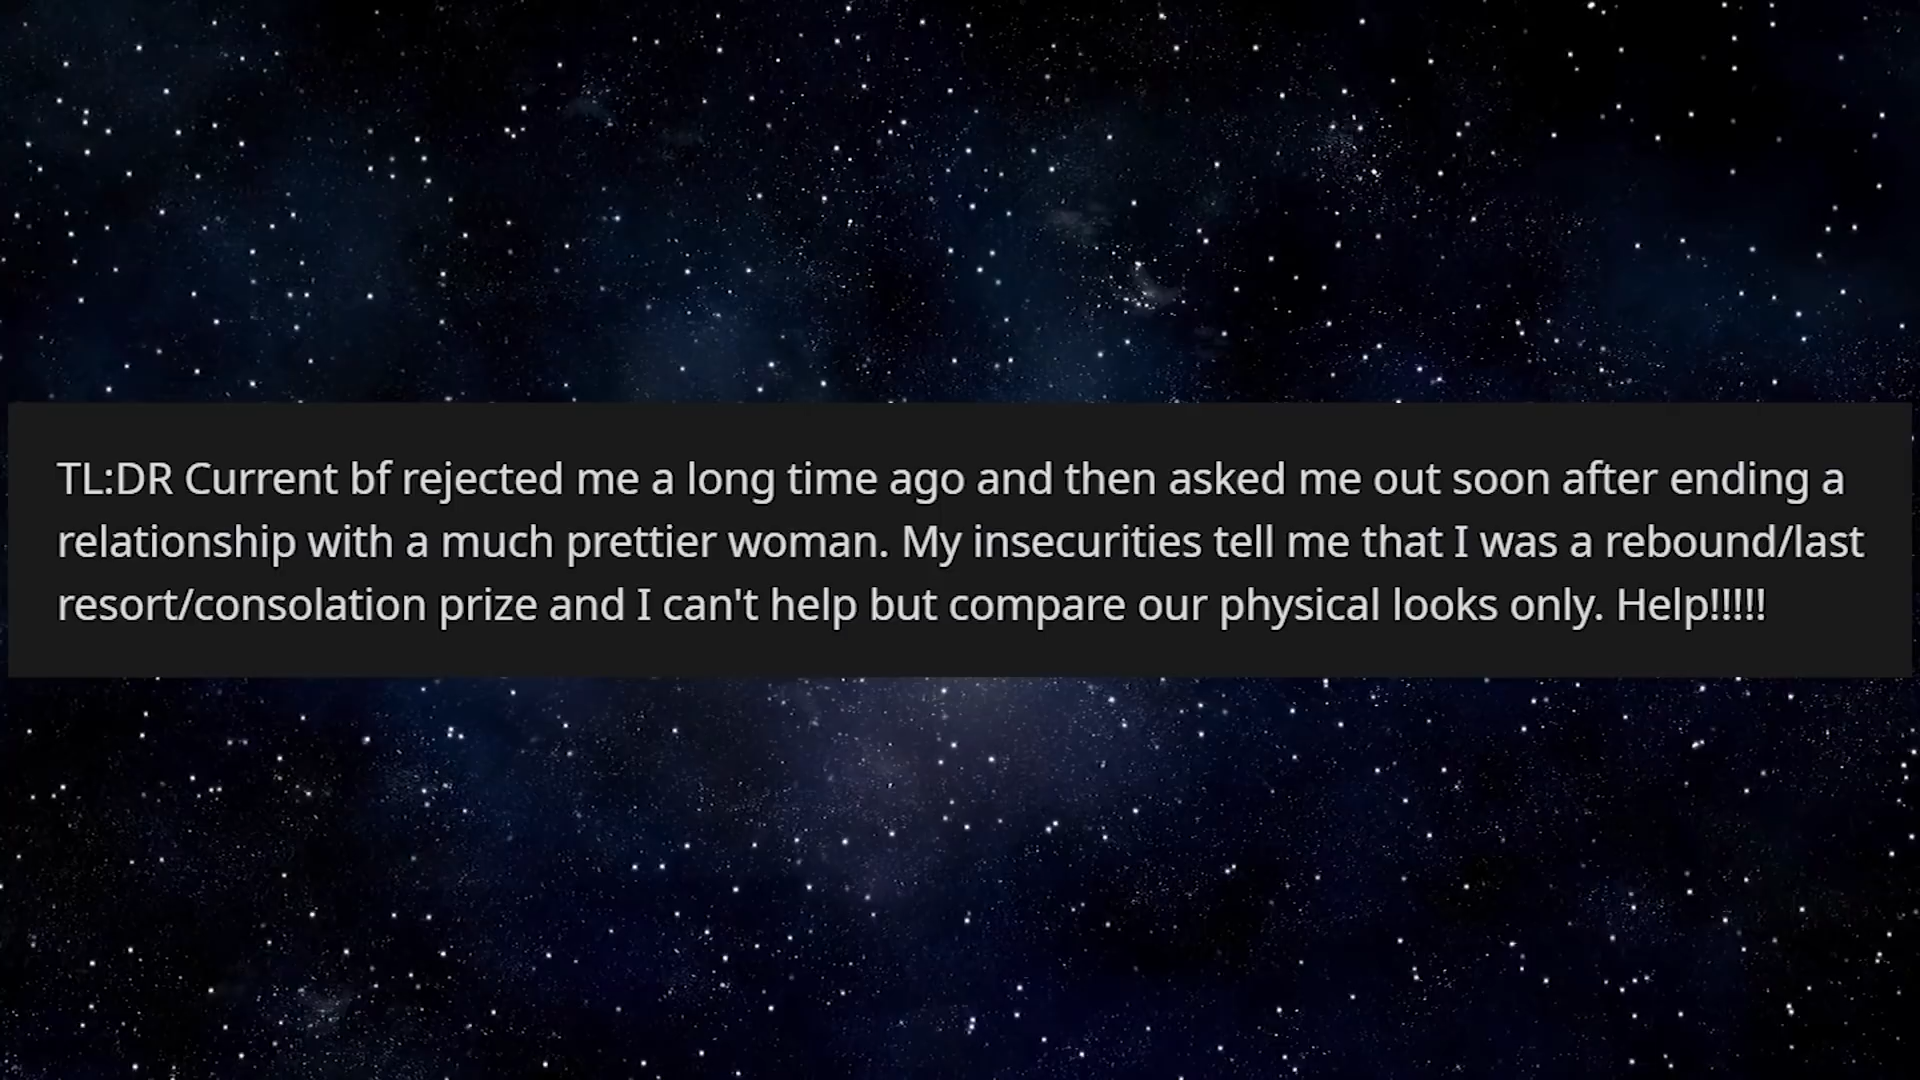 TL:DR Current bf rejected me a long time ago and then asked me out soon after ending a
relationship with a much prettier woman. My insecurities tell me that I was a rebound/last
resort/consolation prize and I can't help but compare our physical looks only. Help!!!!!